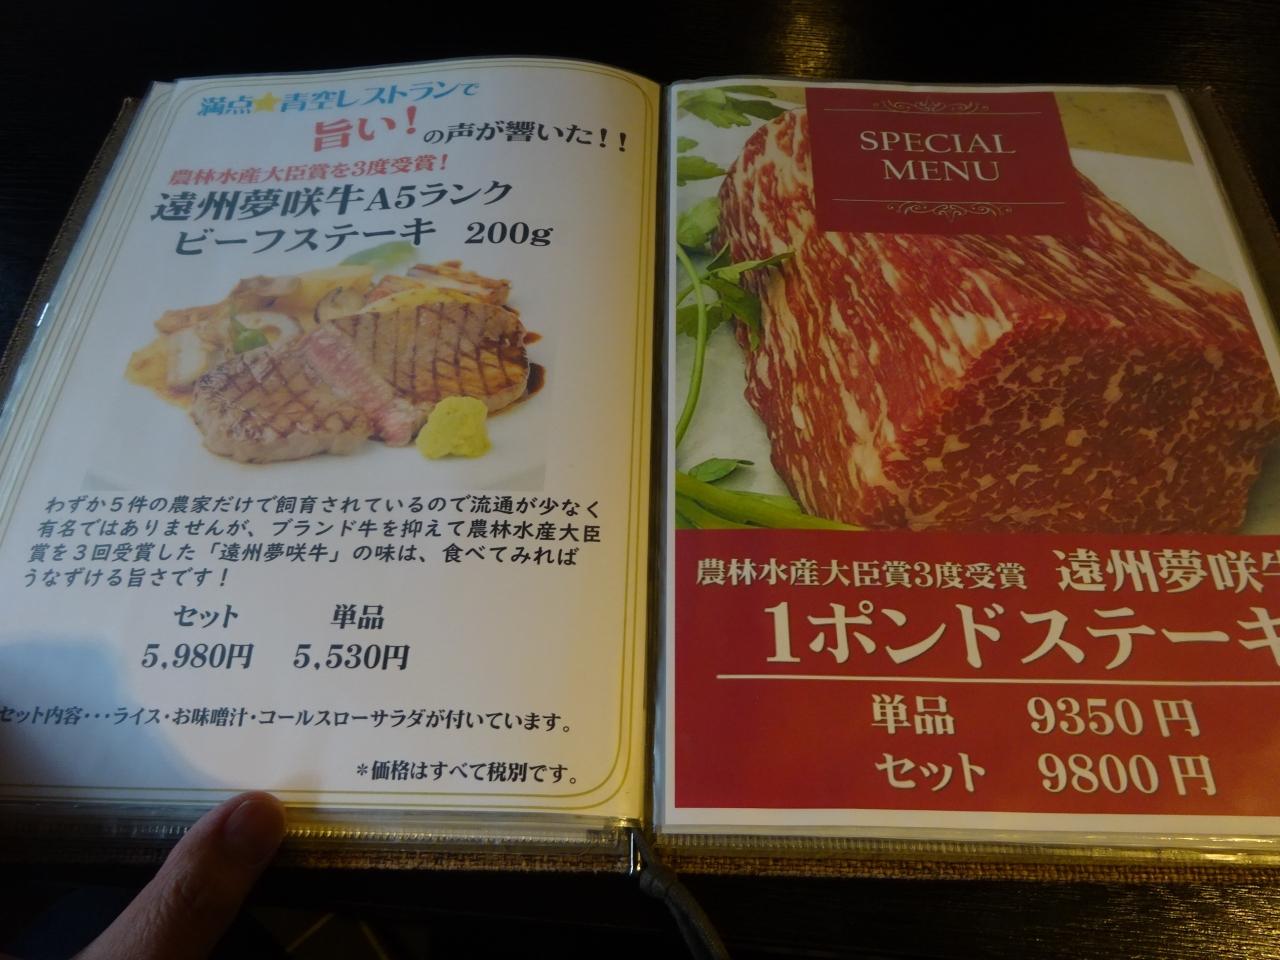 満点★青空レストランで
旨い!の声が響いた!!
農林水産大臣賞を3度受賞!
遠州夢咲牛A5ランク
ビーフステーキ 200g
わずか5件の農家だけで飼育されているので流通が少なく
有名ではありませんが、ブランド牛を抑えて農林水産大臣
賞を3回受賞した「遠州夢咲牛」の味は、食べてみれば
うなずける旨さです!
セット 単品
5,980円 5,530円
セット内容・・・ライス・お味噌汁・コールスローサラダが付いています。
*価格はすべて税別です。
SPECIAL
MENU
農林水産大臣賞3度受賞 遠州夢咲牛
1ポンドステーキ
単品 9350円
セット 9800円